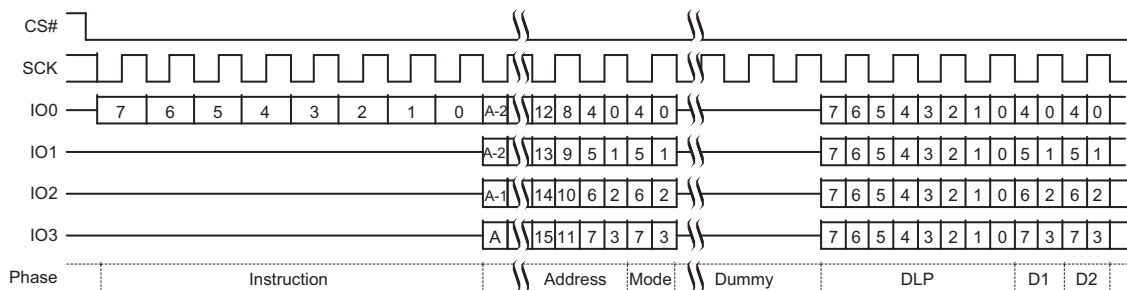 CS#
SCK
IO0 7 6 5 4 3 2 1 0 A-2 12 8 4 0 4 0 7 6 5 4 3 2 1 0 4 0 4 0
IO1 A-2 13 9 5 1 5 1 7 6 5 4 3 2 1 0 5 1 5 1
IO2 A-1 14 10 6 2 6 2 7 6 5 4 3 2 1 0 6 2 6 2
IO3 A 15 11 7 3 7 3 7 6 5 4 3 2 1 0 7 3 7 3
Phase Instruction Address Mode Dummy DLP D1 D2